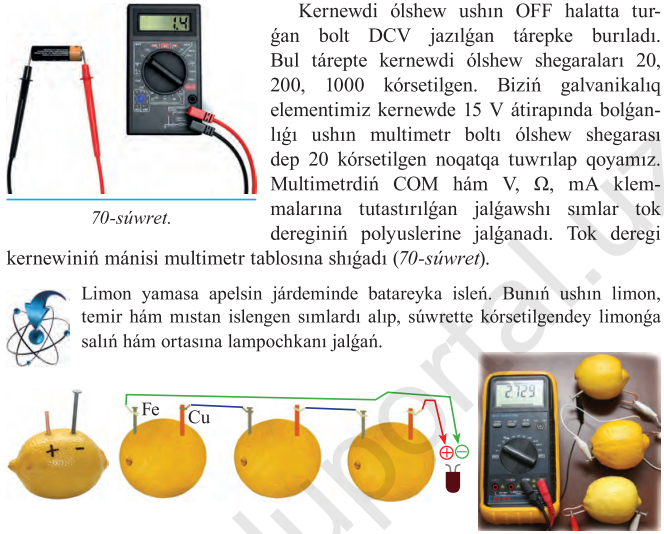 Kernewdi ólshew ushın OFF halatta tur-
ǵan bolt DCV jazılǵan tárepke burıladı.
Bul tárepte kernewdi ólshew shegaraları 20,
200, 1000 kórsetilgen. Biziń galvanikalıq
elementimiz kernewde 15 V átirapında bolǵan-
lıǵı ushın multimetr boltı ólshew shegarası
dep 20 kórsetilgen noqatqa tuwrılap qoyamız.
Multimetrdiń COM hám V, Ω, mA klem-
malarına tutastırılǵan jalǵawshı sımlar tok
dereginiń polyuslerine jalǵanadı. Tok deregi
kernewiniń mánisi multimetr tablosına shıǵadı (70-súwret).
1.4
70-súwret.
Limon yamasa apelsin járdeminde batareyka isleń. Bunıń ushın limon,
temir hám mıstan islengen sımlardı alıp, súwrette kórsetilgendey limonǵa
salıń hám ortasına lampochkanı jalǵań.
+ −
Fe
Cu
+ −
2.729
uportal.uz